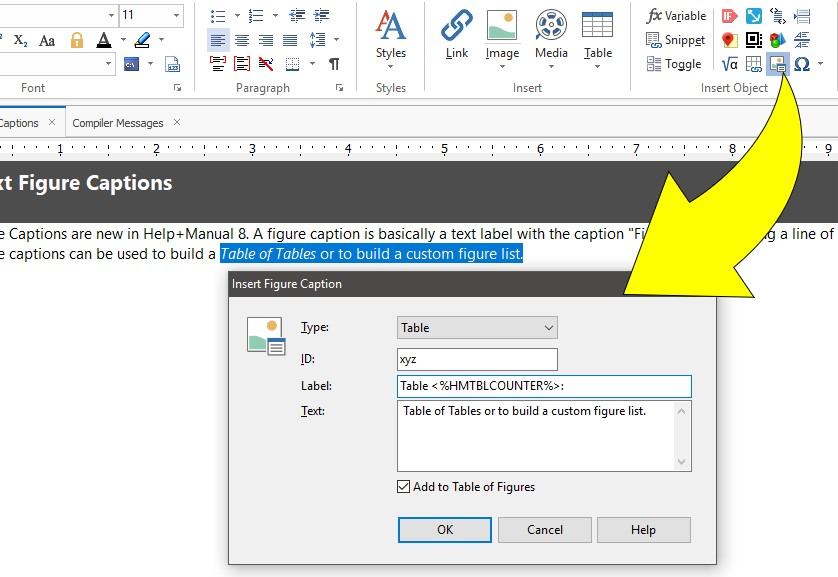 11
Styles
Link
Image
Media
Table
fx Variable
Snippet
Toggle
X₂ Aa A
¶
√α Ω
Font
Paragraph
Styles
Insert
Insert Object
Captions × Compiler Messages ×
1 2 3 4 5 6 7 8 9
Figure Captions
Captions are new in Help+Manual 8. A figure caption is basically a text label with the caption "Fi a line of
captions can be used to build a Table of Tables or to build a custom figure list.
Insert Figure Caption
Type: Table
ID: xyz
Label: Table <%HMTBLCOUNTER%>:
Text: Table of Tables or to build a custom figure list.
Add to Table of Figures
OK Cancel Help